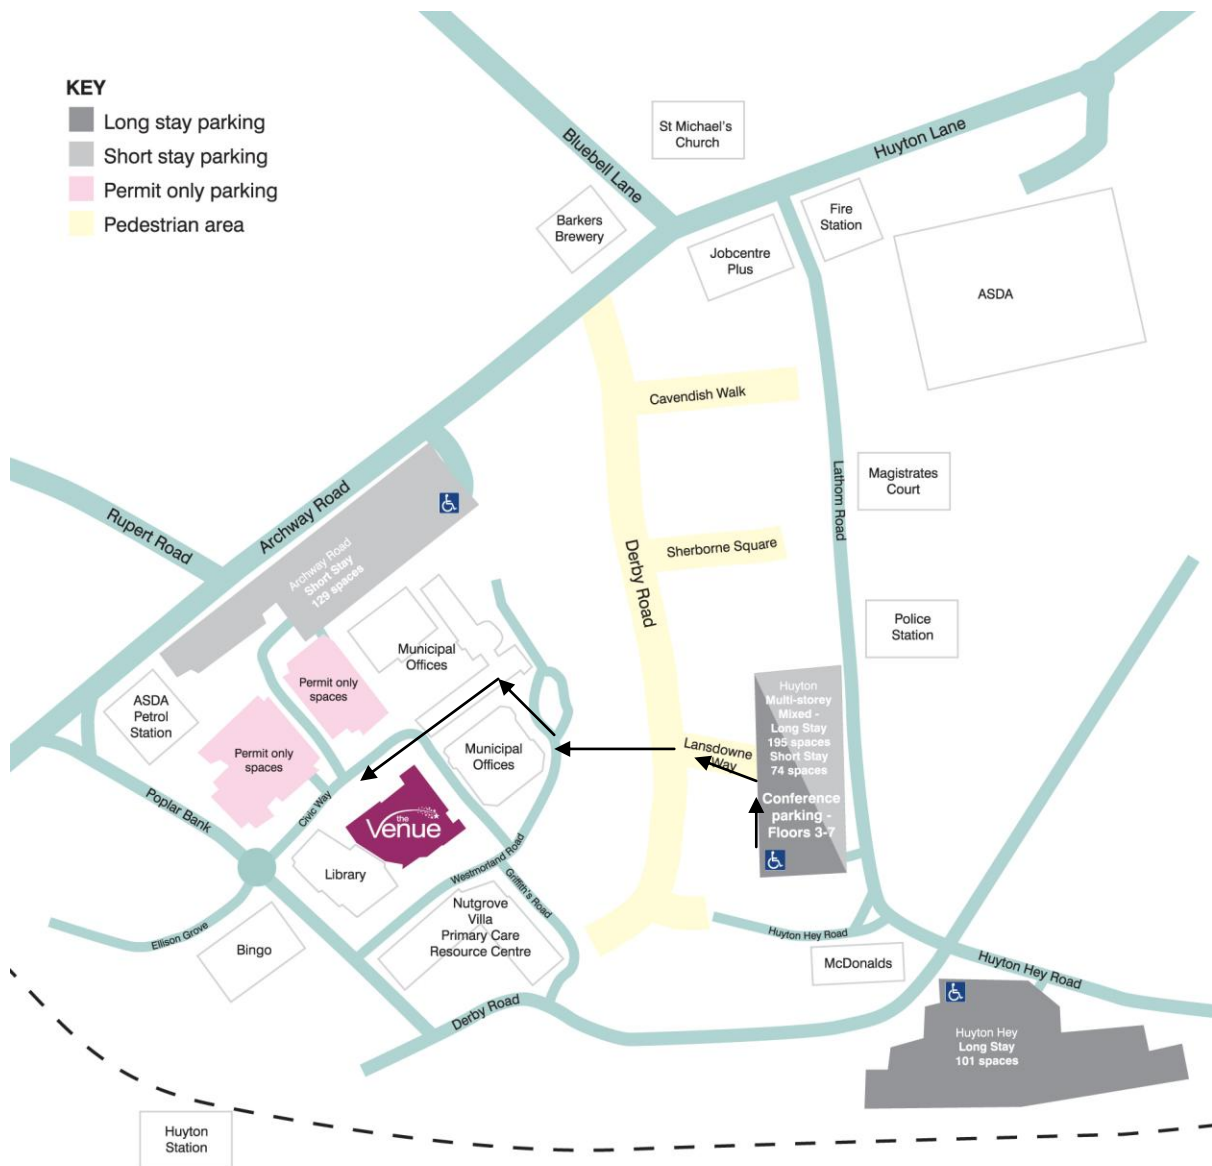 KEY
Long stay parking
Short stay parking
Permit only parking
Pedestrian area
St Michael's
Church
Huyton Lane
Bluebell Lane
Barkers
Brewery
Fire
Station
Jobcentre
Plus
ASDA
Cavendish Walk
Lathom Road
Magistrates
Court
Rupert Road
Archway Road
Archway Road
Short Stay
129 spaces
Derby Road
Sherborne Square
Police
Station
Municipal
Offices
Permit only
spaces
ASDA
Petrol
Station
Permit only
spaces
Municipal
Offices
Lansdowne
Way
Huyton
Multi-storey
Mixed -
Long Stay
195 spaces
Short Stay
74 spaces
Conference
parking -
Floors 3-7
Poplar Bank
Civic Way
the
Venue
Library
Westmorland Road
Griffith's Road
Nutgrove
Villa
Primary Care
Resource Centre
Ellison Grove
Bingo
Huyton Hey Road
McDonalds
Huyton Hey Road
Derby Road
Huyton Hey
Long Stay
101 spaces
Huyton
Station